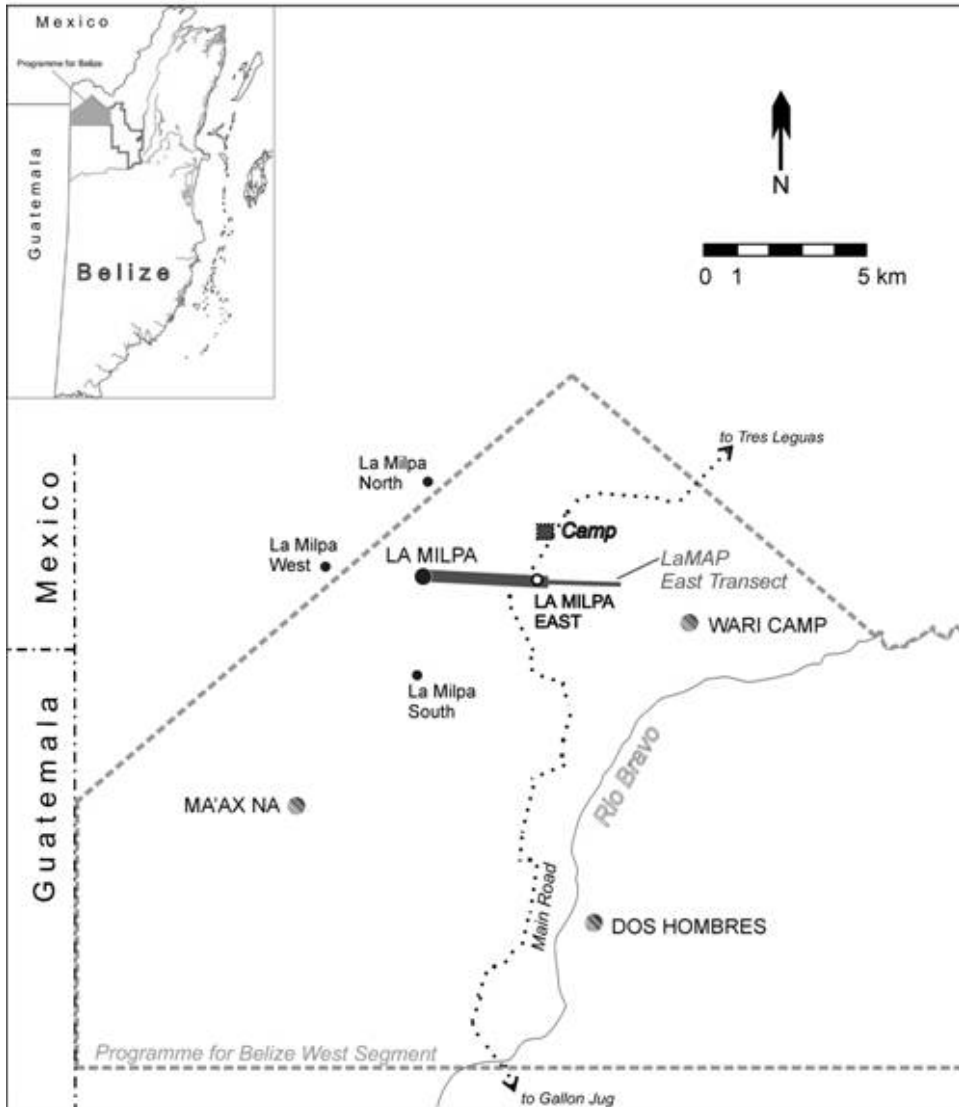 Mexico
Programme for Belize
Guatemala
Belize
N
0 1 5 km
to Tres Leguas
La Milpa
North
Camp
La Milpa
West
LA MILPA
LaMAP
East Transect
LA MILPA
EAST
WARI CAMP
Mexico
La Milpa
South
Rio Bravo
MA'AX NA
Guatemala
Main Road
DOS HOMBRES
Programme for Belize West Segment
to Gallon Jug